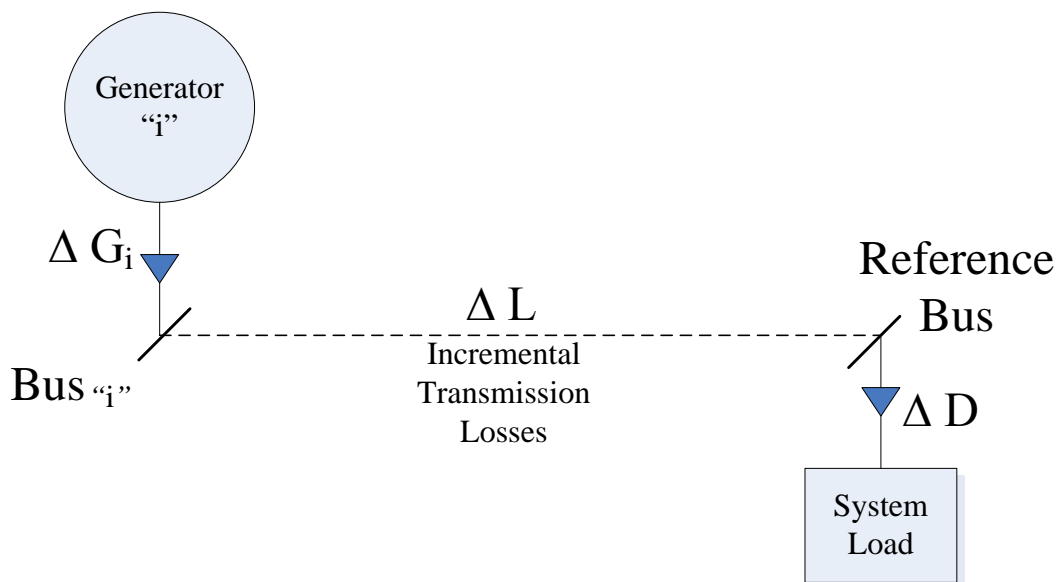 Generator
“i”
Δ Gi
Bus “i”
Δ L
Incremental
Transmission
Losses
Reference
Bus
Δ D
System
Load